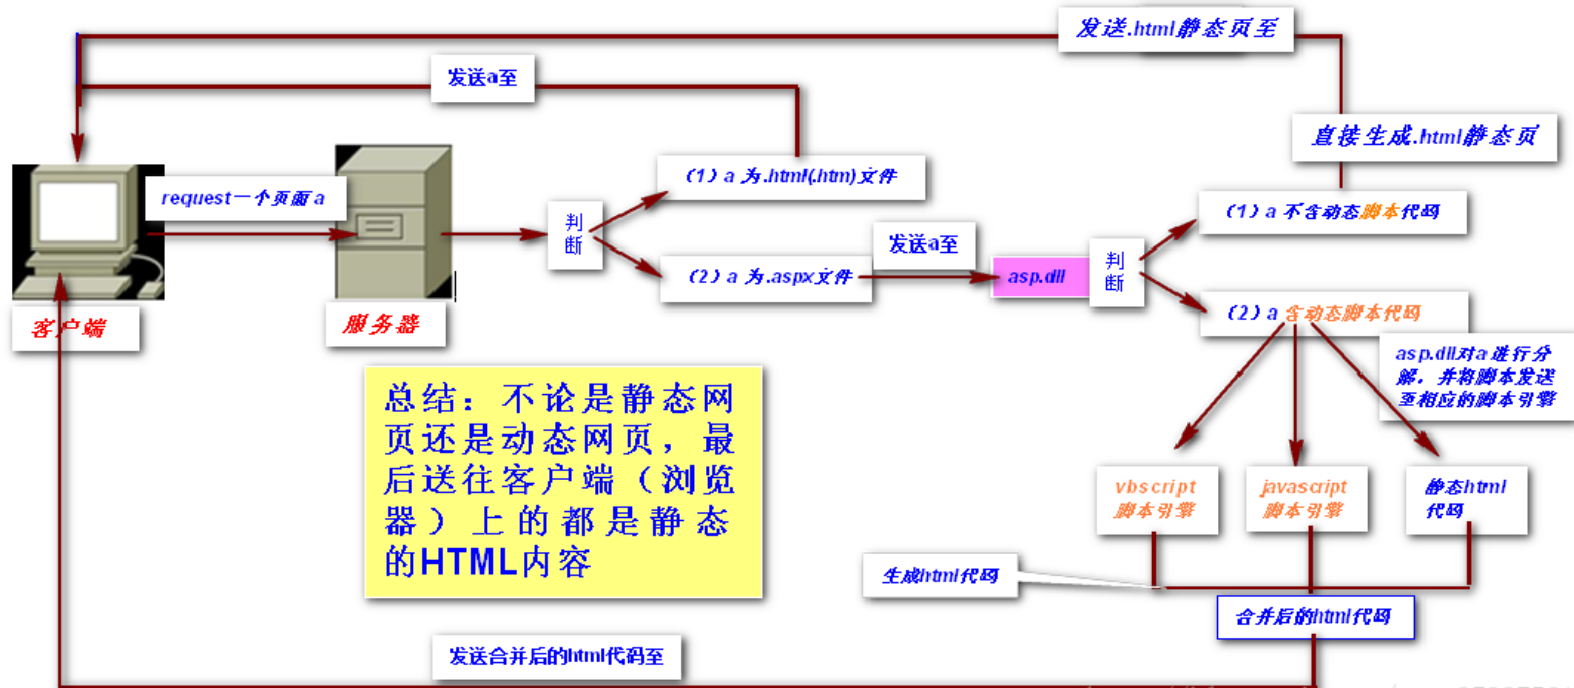 发送.html静态页至
发送a至
直接生成.html静态页
request一个页面a
(1) a 为.html(.htm)文件
判
断
(2) a 为.aspx文件
发送a至
asp.dll
判
断
(1) a 不含动态脚本代码
(2) a 含动态脚本代码
客户端
服务器
asp.dll对a进行分
解，并将脚本发送
至相应的脚本引擎
总结：不论是静态网
页还是动态网页，最
后送往客户端（浏览
器）上的都是静态
的HTML内容
vbscript
脚本引擎
javascript
脚本引擎
静态html
代码
生成html代码
合并后的html代码
发送合并后的html代码至